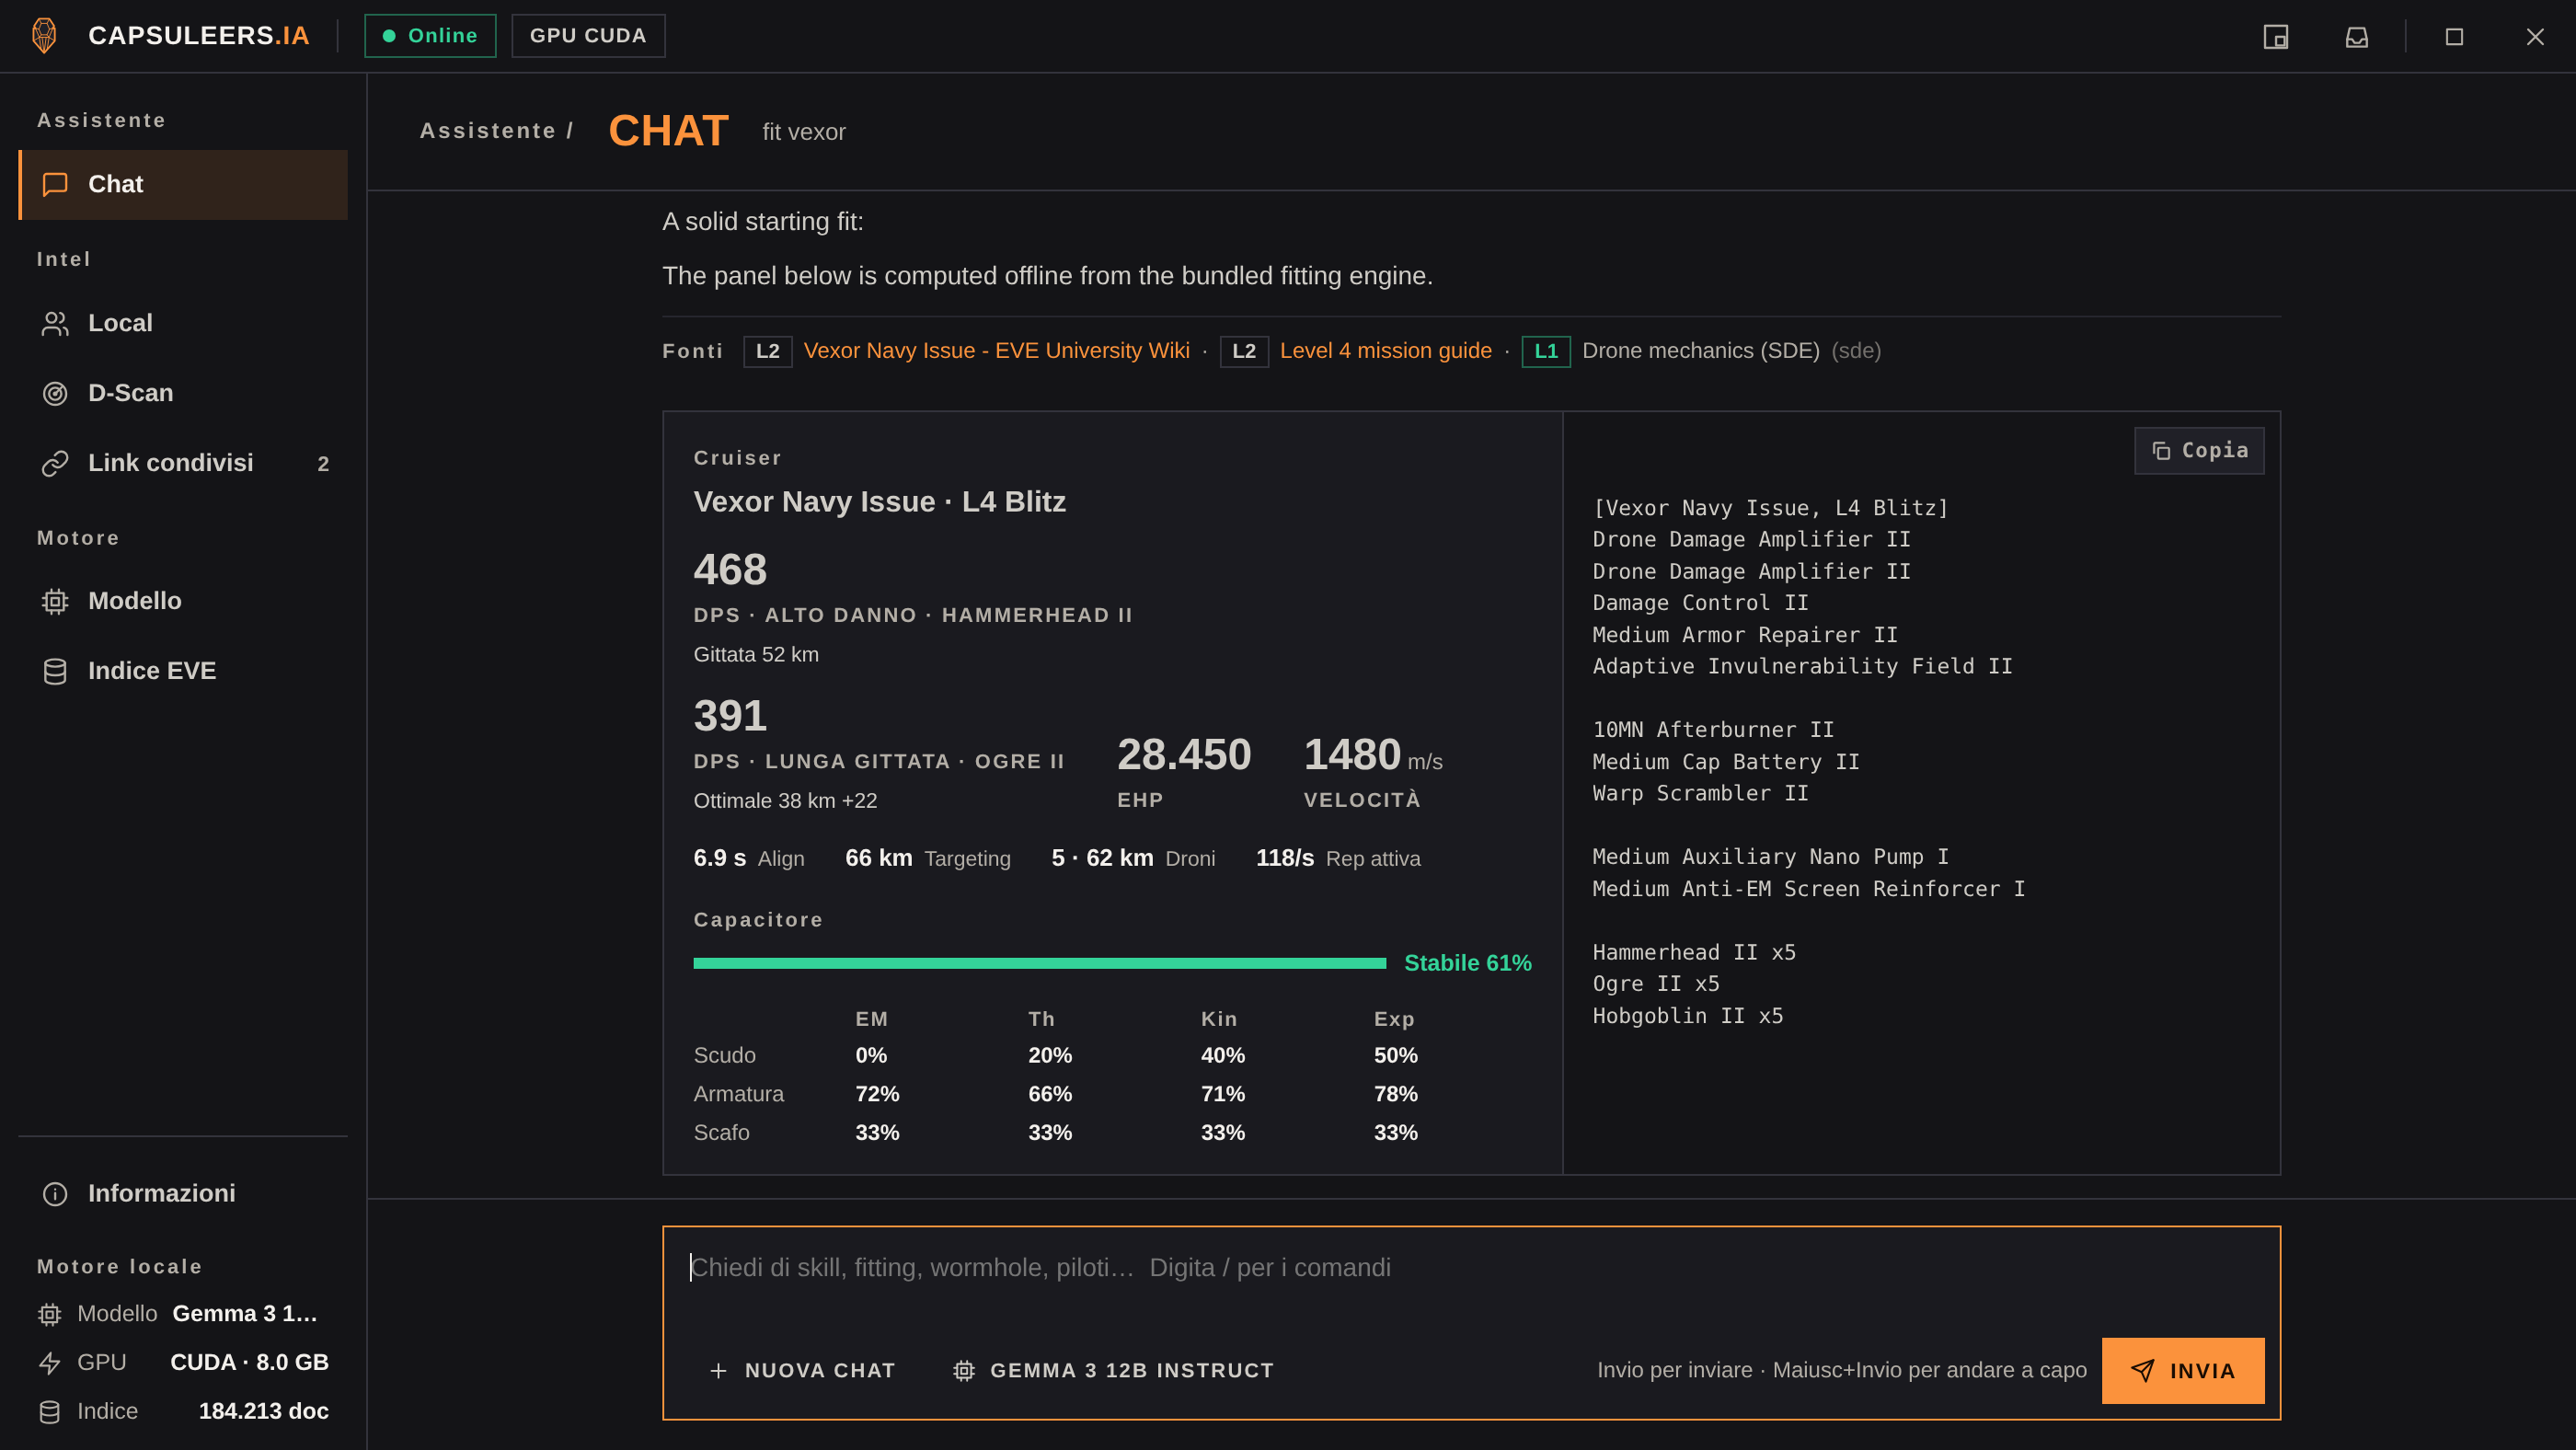 CAPSULEERS.IA
Online
GPU CUDA
Assistente
Chat
Intel
Local
D-Scan
Link condivisi 2
Motore
Modello
Indice EVE
Informazioni
Motore locale
Modello Gemma 3 1…
GPU CUDA · 8.0 GB
Indice 184.213 doc
Assistente / CHAT fit vexor
A solid starting fit:
The panel below is computed offline from the bundled fitting engine.
Fonti L2 Vexor Navy Issue - EVE University Wiki · L2 Level 4 mission guide · L1 Drone mechanics (SDE) (sde)
Cruiser
Vexor Navy Issue · L4 Blitz
468
DPS · ALTO DANNO · HAMMERHEAD II
Gittata 52 km
391
DPS · LUNGA GITTATA · OGRE II
Ottimale 38 km +22
28.450
EHP
1480 m/s
VELOCITÀ
6.9 s Align 66 km Targeting 5 · 62 km Droni 118/s Rep attiva
Capacitore
Stabile 61%
EM Th Kin Exp
Scudo 0% 20% 40% 50%
Armatura 72% 66% 71% 78%
Scafo 33% 33% 33% 33%
Copia
[Vexor Navy Issue, L4 Blitz]
Drone Damage Amplifier II
Drone Damage Amplifier II
Damage Control II
Medium Armor Repairer II
Adaptive Invulnerability Field II
10MN Afterburner II
Medium Cap Battery II
Warp Scrambler II
Medium Auxiliary Nano Pump I
Medium Anti-EM Screen Reinforcer I
Hammerhead II x5
Ogre II x5
Hobgoblin II x5
Chiedi di skill, fitting, wormhole, piloti… Digita / per i comandi
NUOVA CHAT
GEMMA 3 12B INSTRUCT
Invio per inviare · Maiusc+Invio per andare a capo
INVIA